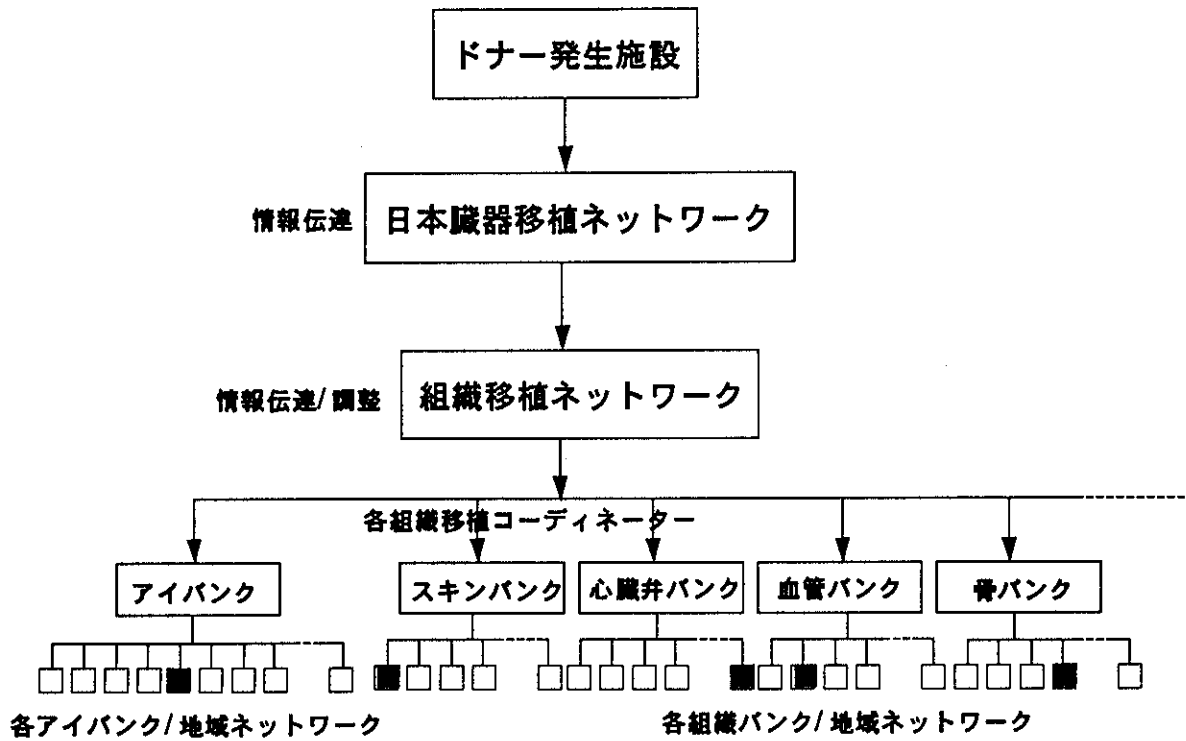 ドナー発生施設
情報伝達
日本臓器移植ネットワーク
情報伝達/調整
組織移植ネットワーク
各組織移植コーディネーター
アイバンク
スキンバンク
心臓弁バンク
血管バンク
骨バンク
各アイバンク/地域ネットワーク
各組織バンク/地域ネットワーク